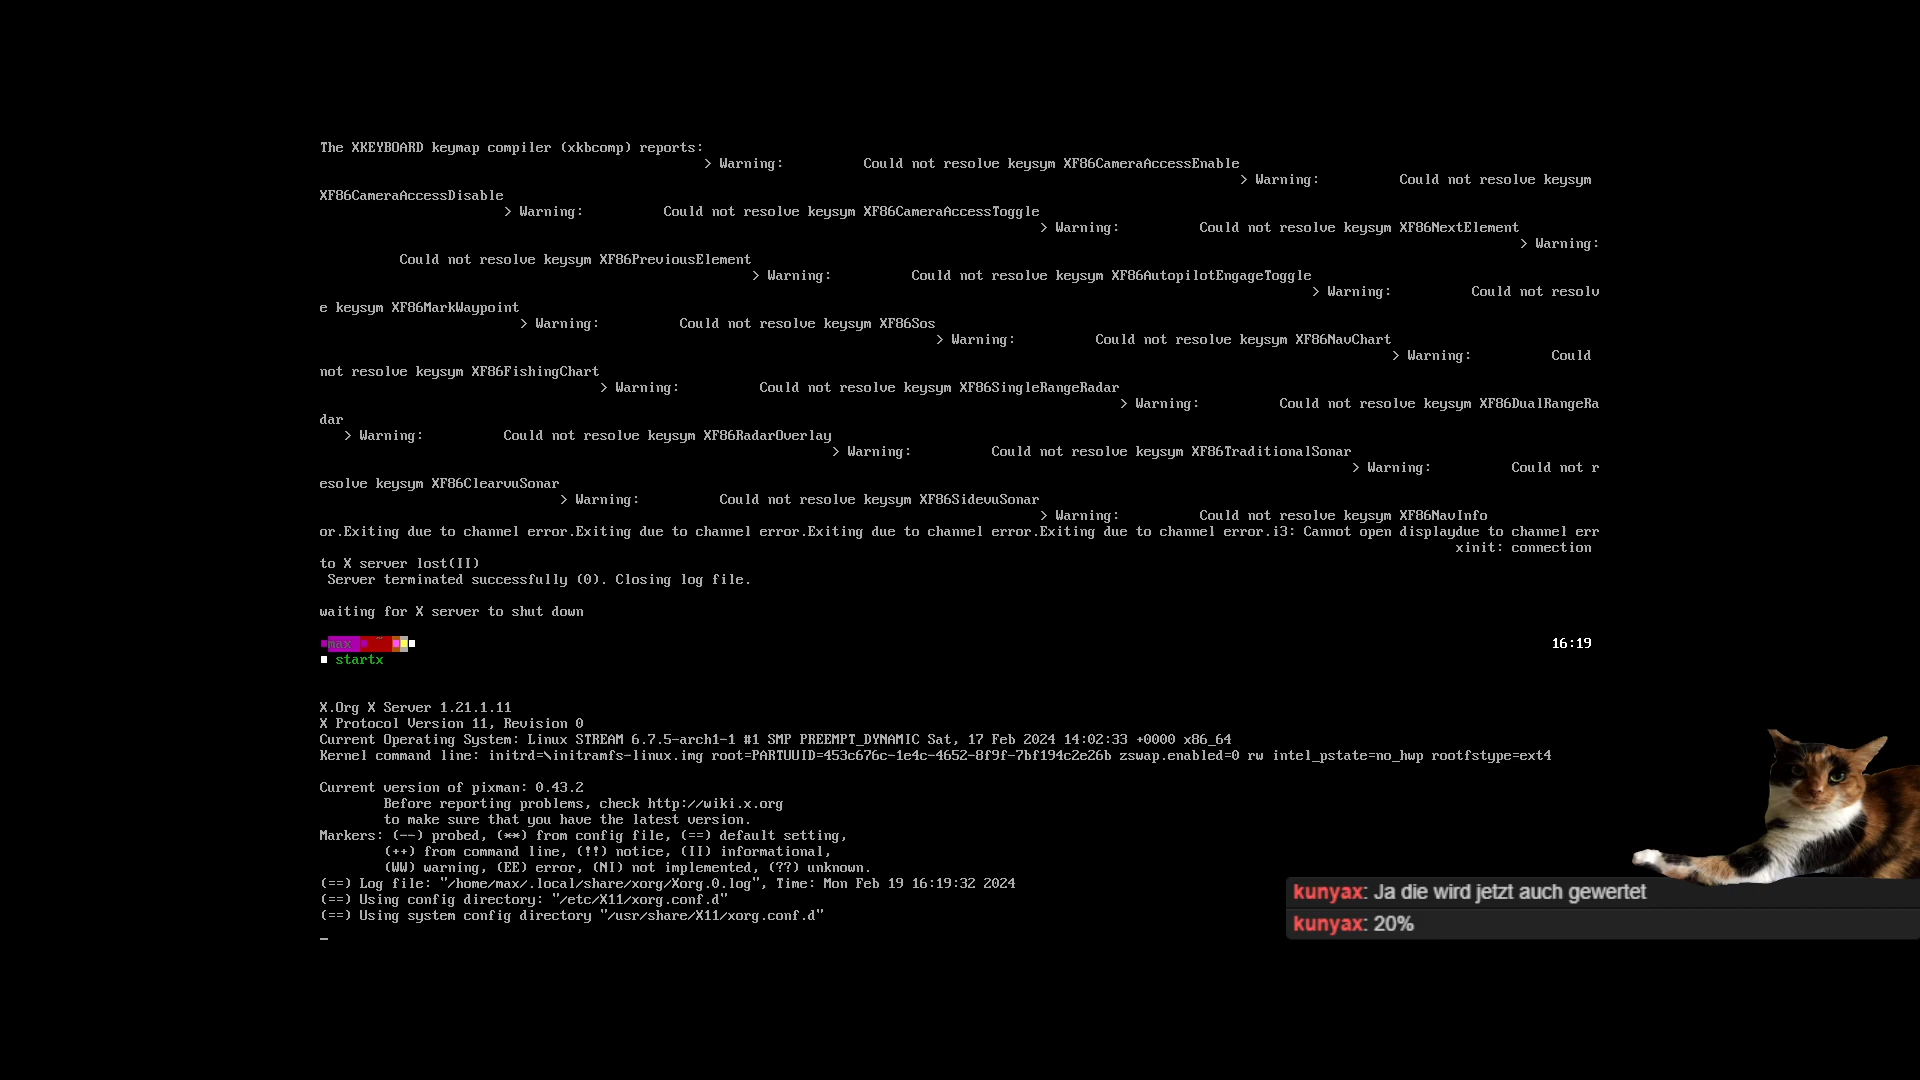 The XKEYBOARD keymap compiler (xkbcomp) reports:
> Warning:          Could not resolve keysym XF86CameraAccessEnable
> Warning:          Could not resolve keysym
XF86CameraAccessDisable
> Warning:          Could not resolve keysym XF86CameraAccessToggle
> Warning:          Could not resolve keysym XF86NextElement
> Warning:
Could not resolve keysym XF86PreviousElement
> Warning:          Could not resolve keysym XF86AutopilotEngageToggle
> Warning:          Could not resolv
e keysym XF86MarkWaypoint
> Warning:          Could not resolve keysym XF86Sos
> Warning:          Could not resolve keysym XF86NavChart
> Warning:          Could
not resolve keysym XF86FishingChart
> Warning:          Could not resolve keysym XF86SingleRangeRadar
> Warning:          Could not resolve keysym XF86DualRangeRa
dar
> Warning:          Could not resolve keysym XF86RadarOverlay
> Warning:          Could not resolve keysym XF86TraditionalSonar
> Warning:          Could not r
esolve keysym XF86ClearvuSonar
> Warning:          Could not resolve keysym XF86SidevuSonar
> Warning:          Could not resolve keysym XF86NavInfo
or.Exiting due to channel error.Exiting due to channel error.Exiting due to channel error.Exiting due to channel error.i3: Cannot open displaydue to channel err
xinit: connection
to X server lost(II)
Server terminated successfully (0). Closing log file.
waiting for X server to shut down
max ~ 16:19
startx
X.Org X Server 1.21.1.11
X Protocol Version 11, Revision 0
Current Operating System: Linux STREAM 6.7.5-arch1-1 #1 SMP PREEMPT_DYNAMIC Sat, 17 Feb 2024 14:02:33 +0000 x86_64
Kernel command line: initrd=\initramfs-linux.img root=PARTUUID=453c676c-1e4c-4652-8f9f-7bf194c2e26b zswap.enabled=0 rw intel_pstate=no_hwp rootfstype=ext4
Current version of pixman: 0.43.2
Before reporting problems, check http://wiki.x.org
to make sure that you have the latest version.
Markers: (--) probed, (**) from config file, (==) default setting,
(++) from command line, (!!) notice, (II) informational,
(WW) warning, (EE) error, (NI) not implemented, (??) unknown.
(==) Log file: "/home/max/.local/share/xorg/Xorg.0.log", Time: Mon Feb 19 16:19:32 2024
(==) Using config directory: "/etc/X11/xorg.conf.d"
(==) Using system config directory "/usr/share/X11/xorg.conf.d"
_
kunyax: Ja die wird jetzt auch gewertet
kunyax: 20%